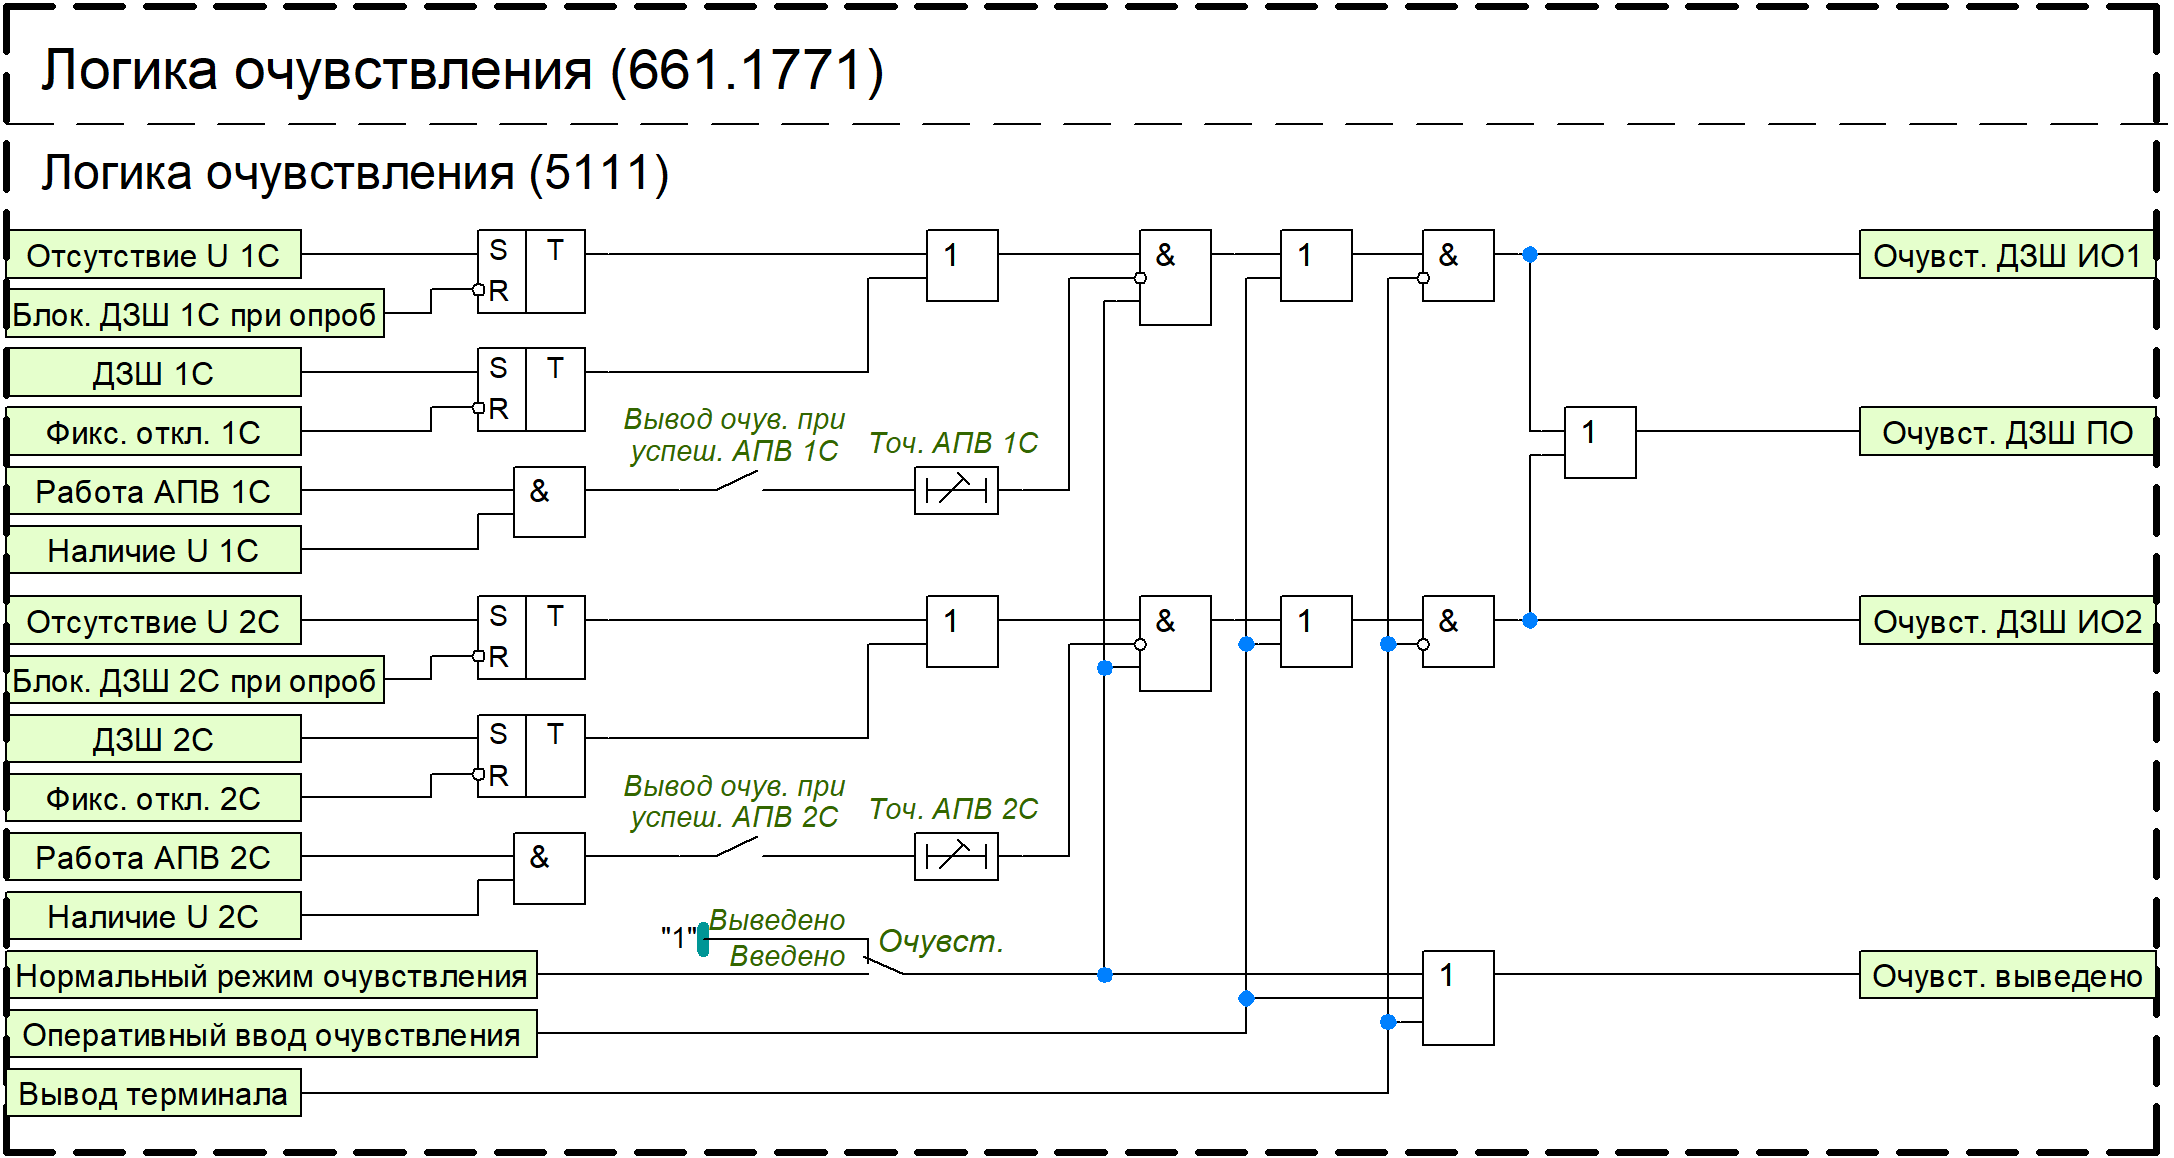 Логика очувствления (661.1771)
Логика очувствления (5111)
Отсутствие U 1С
S T
1
&
1
&
Очувст. ДЗШ ИО1
Блок. ДЗШ 1С при опроб
R
ДЗШ 1С
S T
Фикс. откл. 1С
R
Вывод очув. при
успеш. АПВ 1С
Точ. АПВ 1С
1
Очувст. ДЗШ ПО
Работа АПВ 1С
&
Наличие U 1С
Отсутствие U 2С
S T
1
&
1
&
Очувст. ДЗШ ИО2
Блок. ДЗШ 2С при опроб
R
ДЗШ 2С
S T
Фикс. откл. 2С
R
Вывод очув. при
успеш. АПВ 2С
Точ. АПВ 2С
Работа АПВ 2С
&
Наличие U 2С
"1"
Выведено
Введено
Очувст.
Нормальный режим очувствления
1
Очувст. выведено
Оперативный ввод очувствления
Вывод терминала